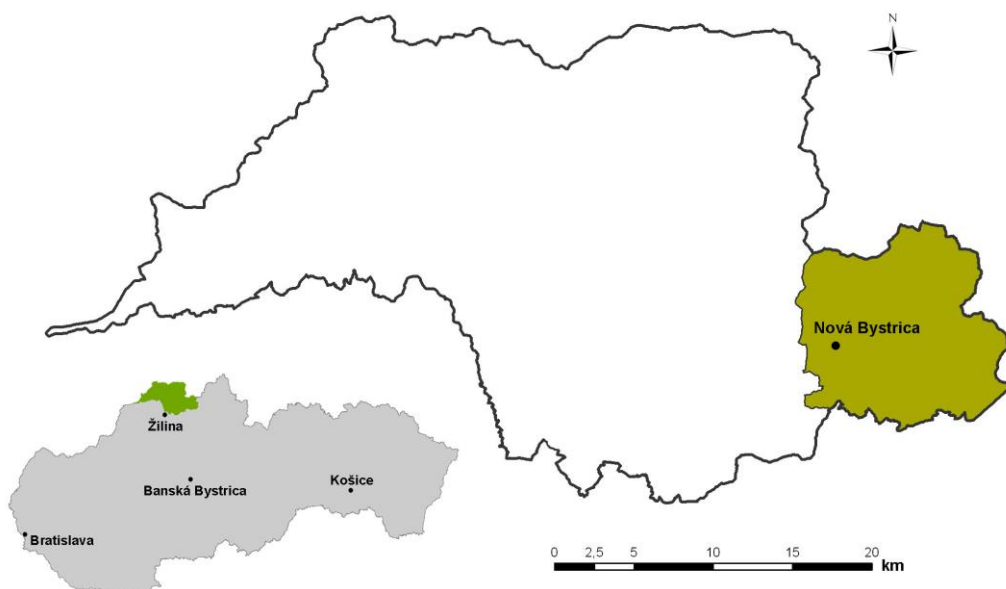 N
Nová Bystrica
Žilina
Banská Bystrica
Košice
Bratislava
0 2,5 5 10 15 20
km